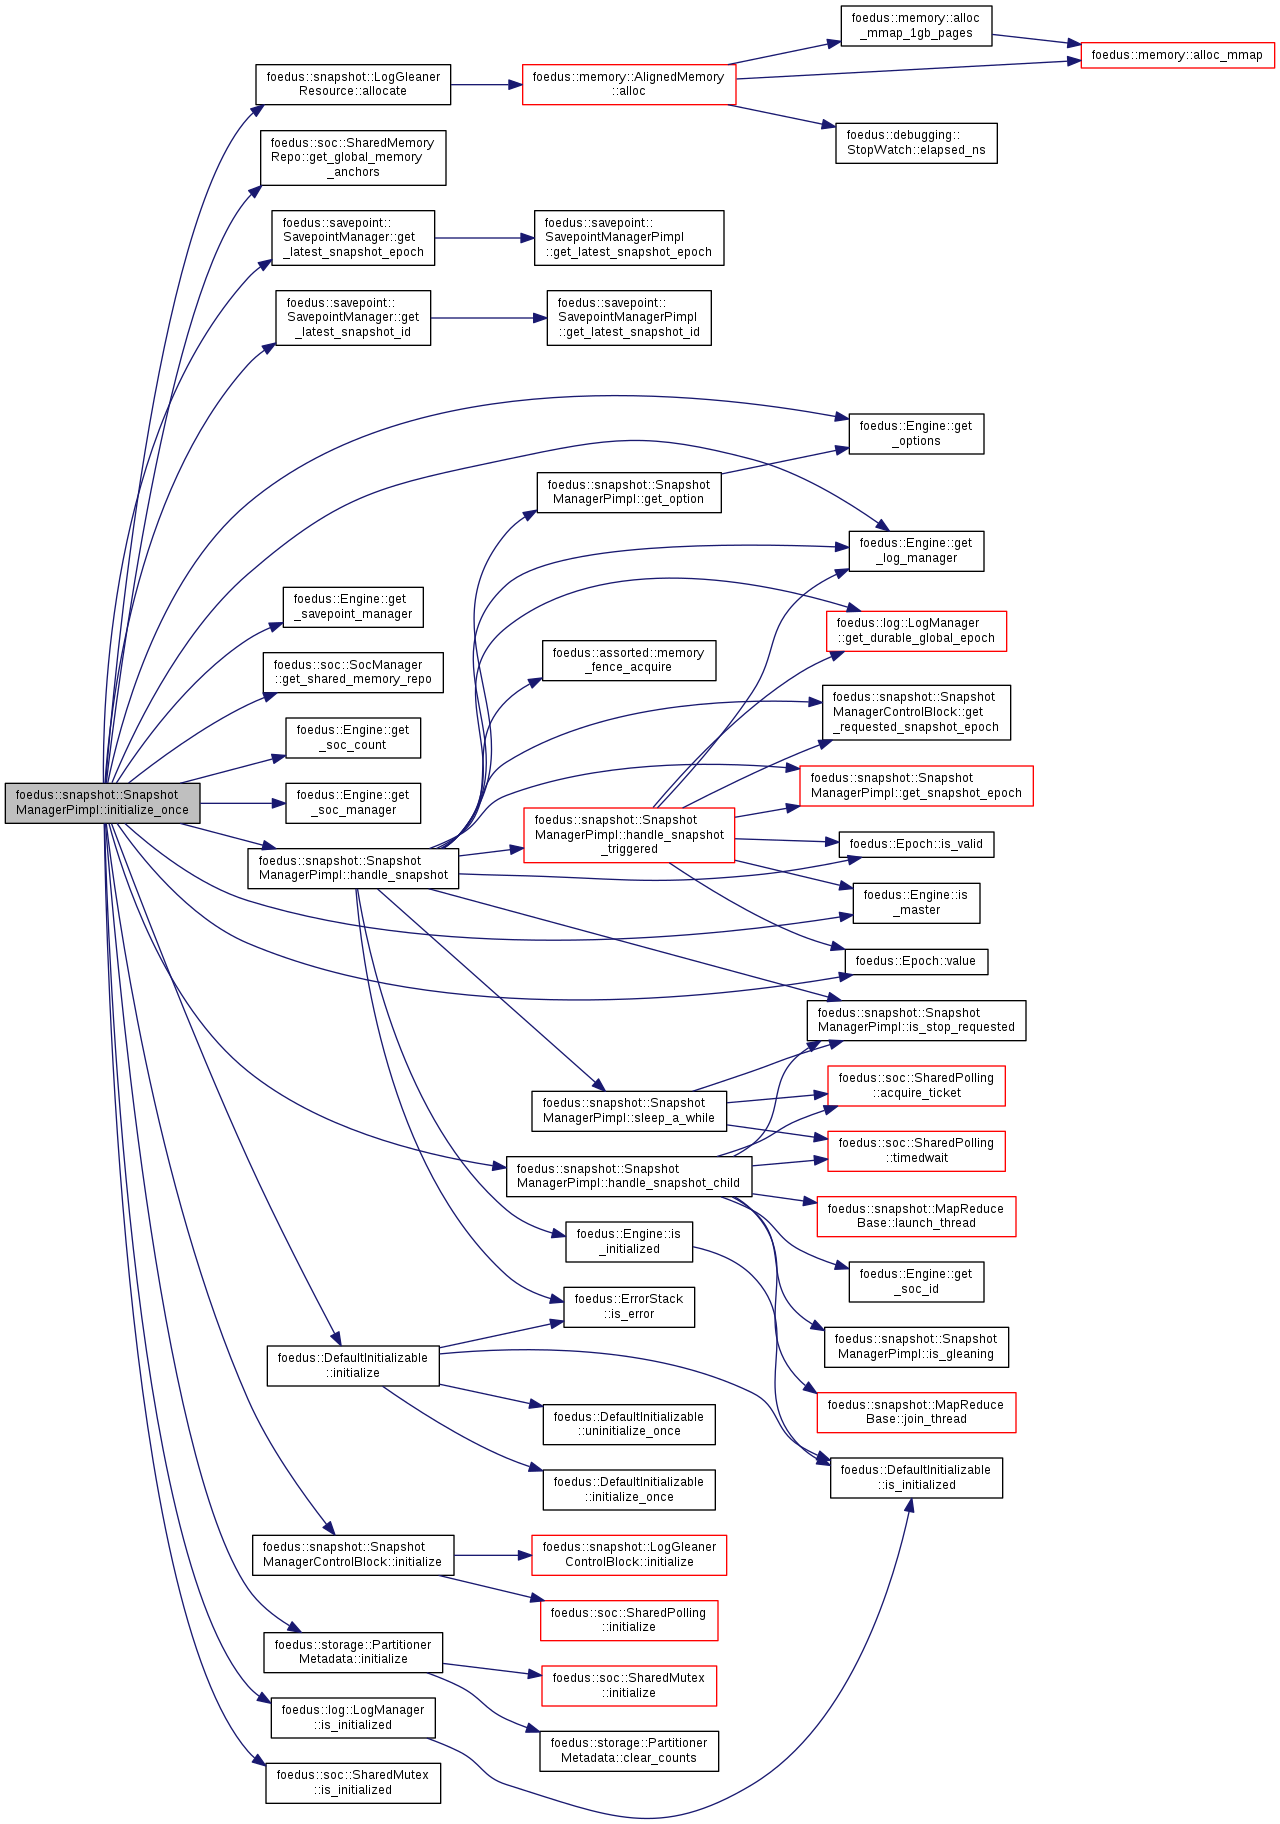 foedus::memory::alloc
_mmap_1gb_pages
foedus::memory::alloc_mmap
foedus::snapshot::LogGleaner
Resource::allocate
foedus::memory::AlignedMemory
::alloc
foedus::debugging::
StopWatch::elapsed_ns
foedus::soc::SharedMemory
Repo::get_global_memory
_anchors
foedus::savepoint::
SavepointManager::get
_latest_snapshot_epoch
foedus::savepoint::
SavepointManagerPimpl
::get_latest_snapshot_epoch
foedus::savepoint::
SavepointManager::get
_latest_snapshot_id
foedus::savepoint::
SavepointManagerPimpl
::get_latest_snapshot_id
foedus::Engine::get
_options
foedus::snapshot::Snapshot
ManagerPimpl::get_option
foedus::Engine::get
_log_manager
foedus::Engine::get
_savepoint_manager
foedus::log::LogManager
::get_durable_global_epoch
foedus::soc::SocManager
::get_shared_memory_repo
foedus::assorted::memory
_fence_acquire
foedus::snapshot::Snapshot
ManagerControlBlock::get
_requested_snapshot_epoch
foedus::Engine::get
_soc_count
foedus::snapshot::Snapshot
ManagerPimpl::get_snapshot_epoch
foedus::snapshot::Snapshot
ManagerPimpl::initialize_once
foedus::Engine::get
_soc_manager
foedus::snapshot::Snapshot
ManagerPimpl::handle_snapshot
_triggered
foedus::Epoch::is_valid
foedus::snapshot::Snapshot
ManagerPimpl::handle_snapshot
foedus::Engine::is
_master
foedus::Epoch::value
foedus::snapshot::Snapshot
ManagerPimpl::is_stop_requested
foedus::soc::SharedPolling
::acquire_ticket
foedus::snapshot::Snapshot
ManagerPimpl::sleep_a_while
foedus::soc::SharedPolling
::timedwait
foedus::snapshot::Snapshot
ManagerPimpl::handle_snapshot_child
foedus::snapshot::MapReduce
Base::launch_thread
foedus::Engine::is
_initialized
foedus::Engine::get
_soc_id
foedus::ErrorStack
::is_error
foedus::snapshot::Snapshot
ManagerPimpl::is_gleaning
foedus::DefaultInitializable
::initialize
foedus::snapshot::MapReduce
Base::join_thread
foedus::DefaultInitializable
::uninitialize_once
foedus::DefaultInitializable
::is_initialized
foedus::DefaultInitializable
::initialize_once
foedus::snapshot::Snapshot
ManagerControlBlock::initialize
foedus::snapshot::LogGleaner
ControlBlock::initialize
foedus::soc::SharedPolling
::initialize
foedus::storage::Partitioner
Metadata::initialize
foedus::soc::SharedMutex
::initialize
foedus::log::LogManager
::is_initialized
foedus::storage::Partitioner
Metadata::clear_counts
foedus::soc::SharedMutex
::is_initialized